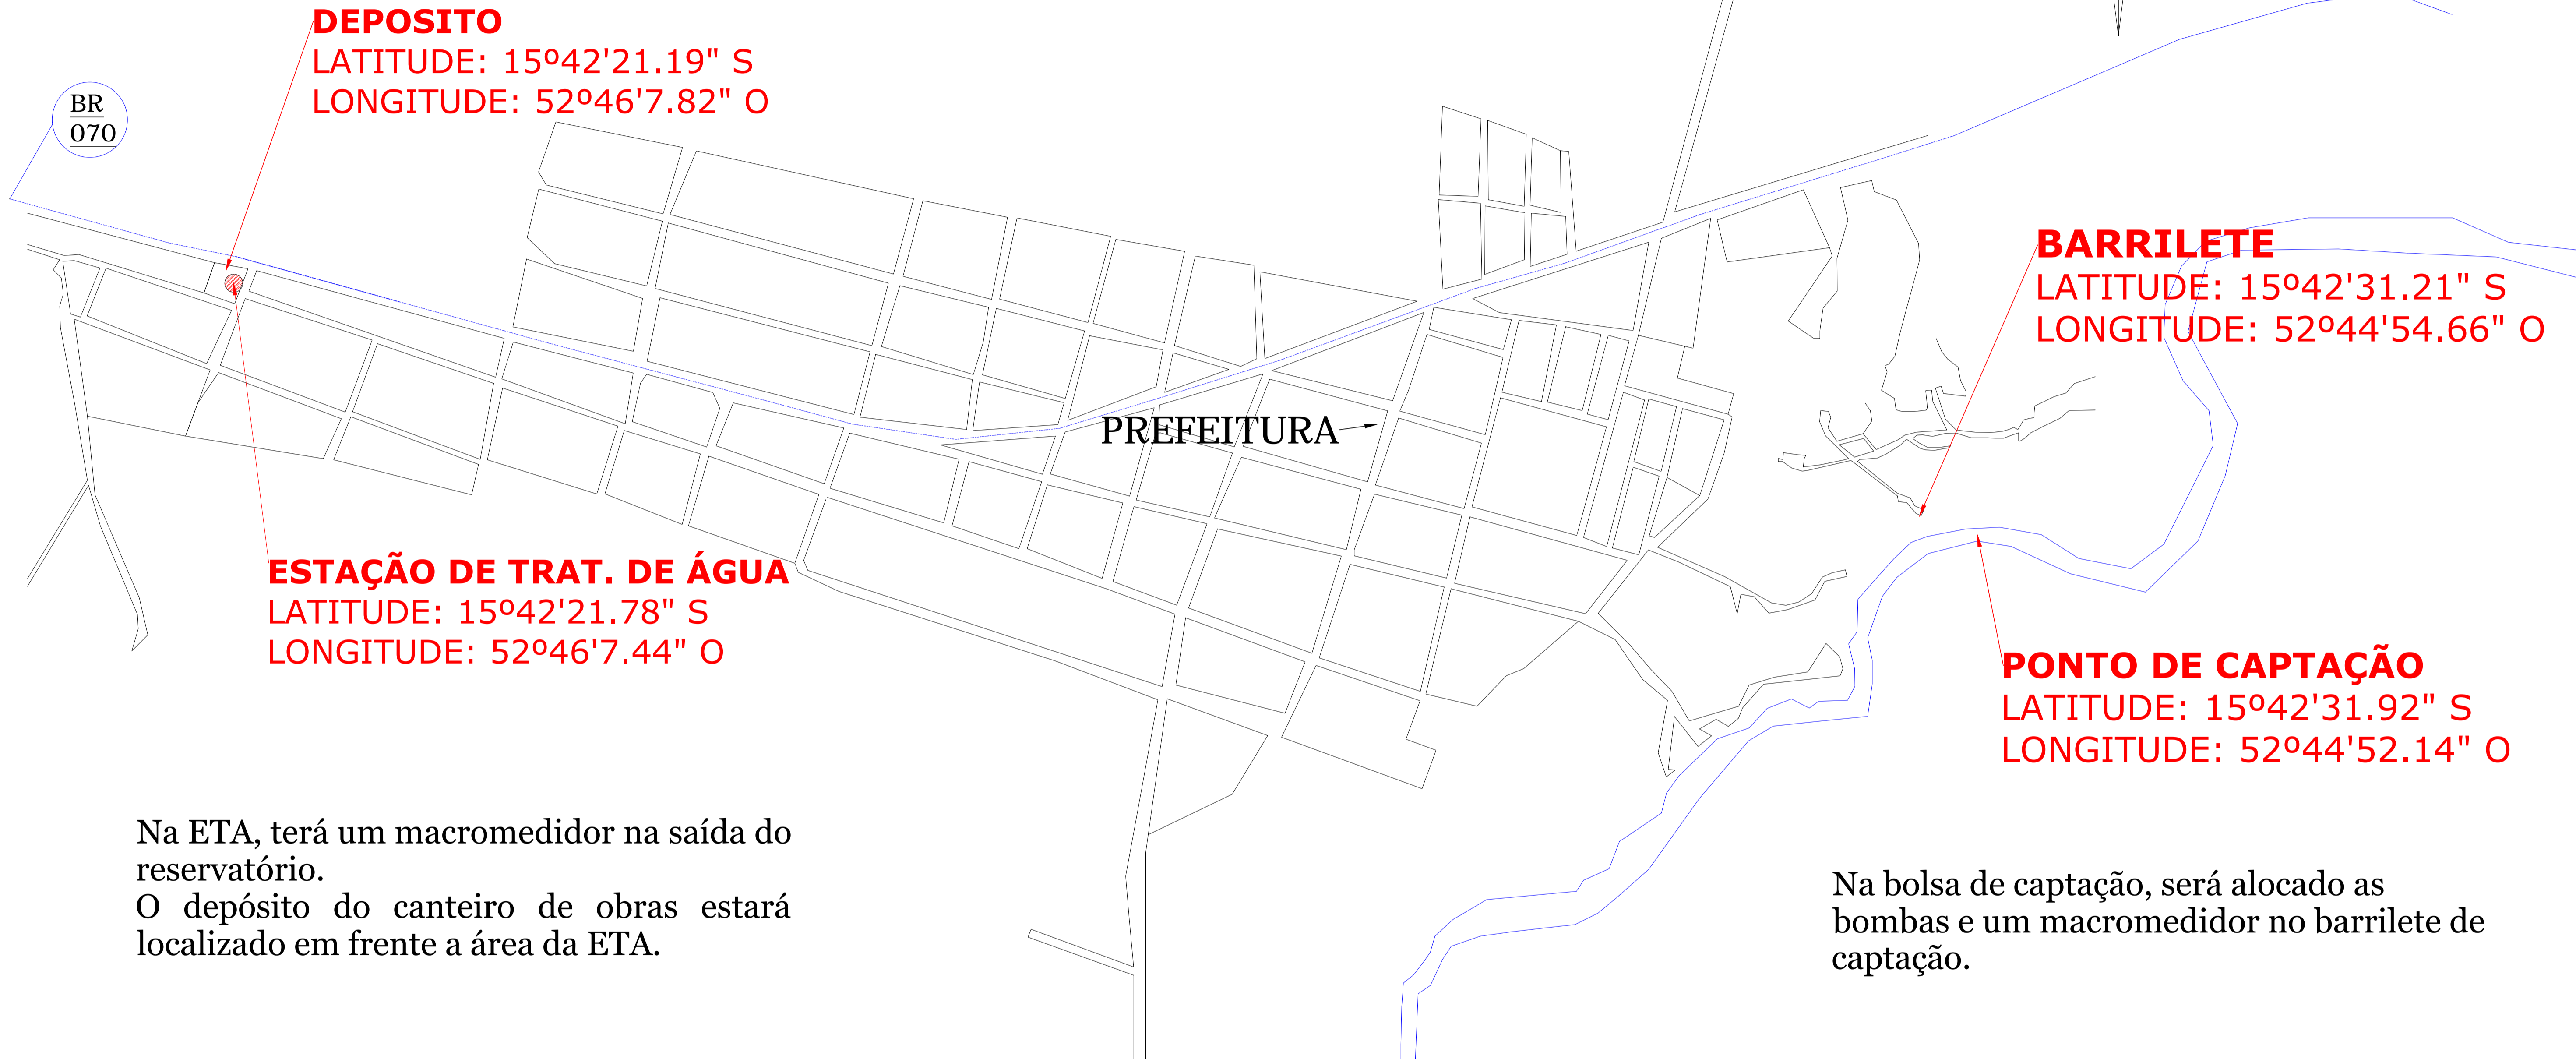 DEPOSITO
LATITUDE: 15º42'21.19" S
LONGITUDE: 52º46'7.82" O
BR
070
BARRILETE
LATITUDE: 15º42'31.21" S
LONGITUDE: 52º44'54.66" O
PREFEITURA
ESTAÇÃO DE TRAT. DE ÁGUA
LATITUDE: 15º42'21.78" S
LONGITUDE: 52º46'7.44" O
PONTO DE CAPTAÇÃO
LATITUDE: 15º42'31.92" S
LONGITUDE: 52º44'52.14" O
Na ETA, terá um macromedidor na saída do
reservatório.
O depósito do canteiro de obras estará
localizado em frente a área da ETA.
Na bolsa de captação, será alocado as
bombas e um macromedidor no barrilete de
captação.